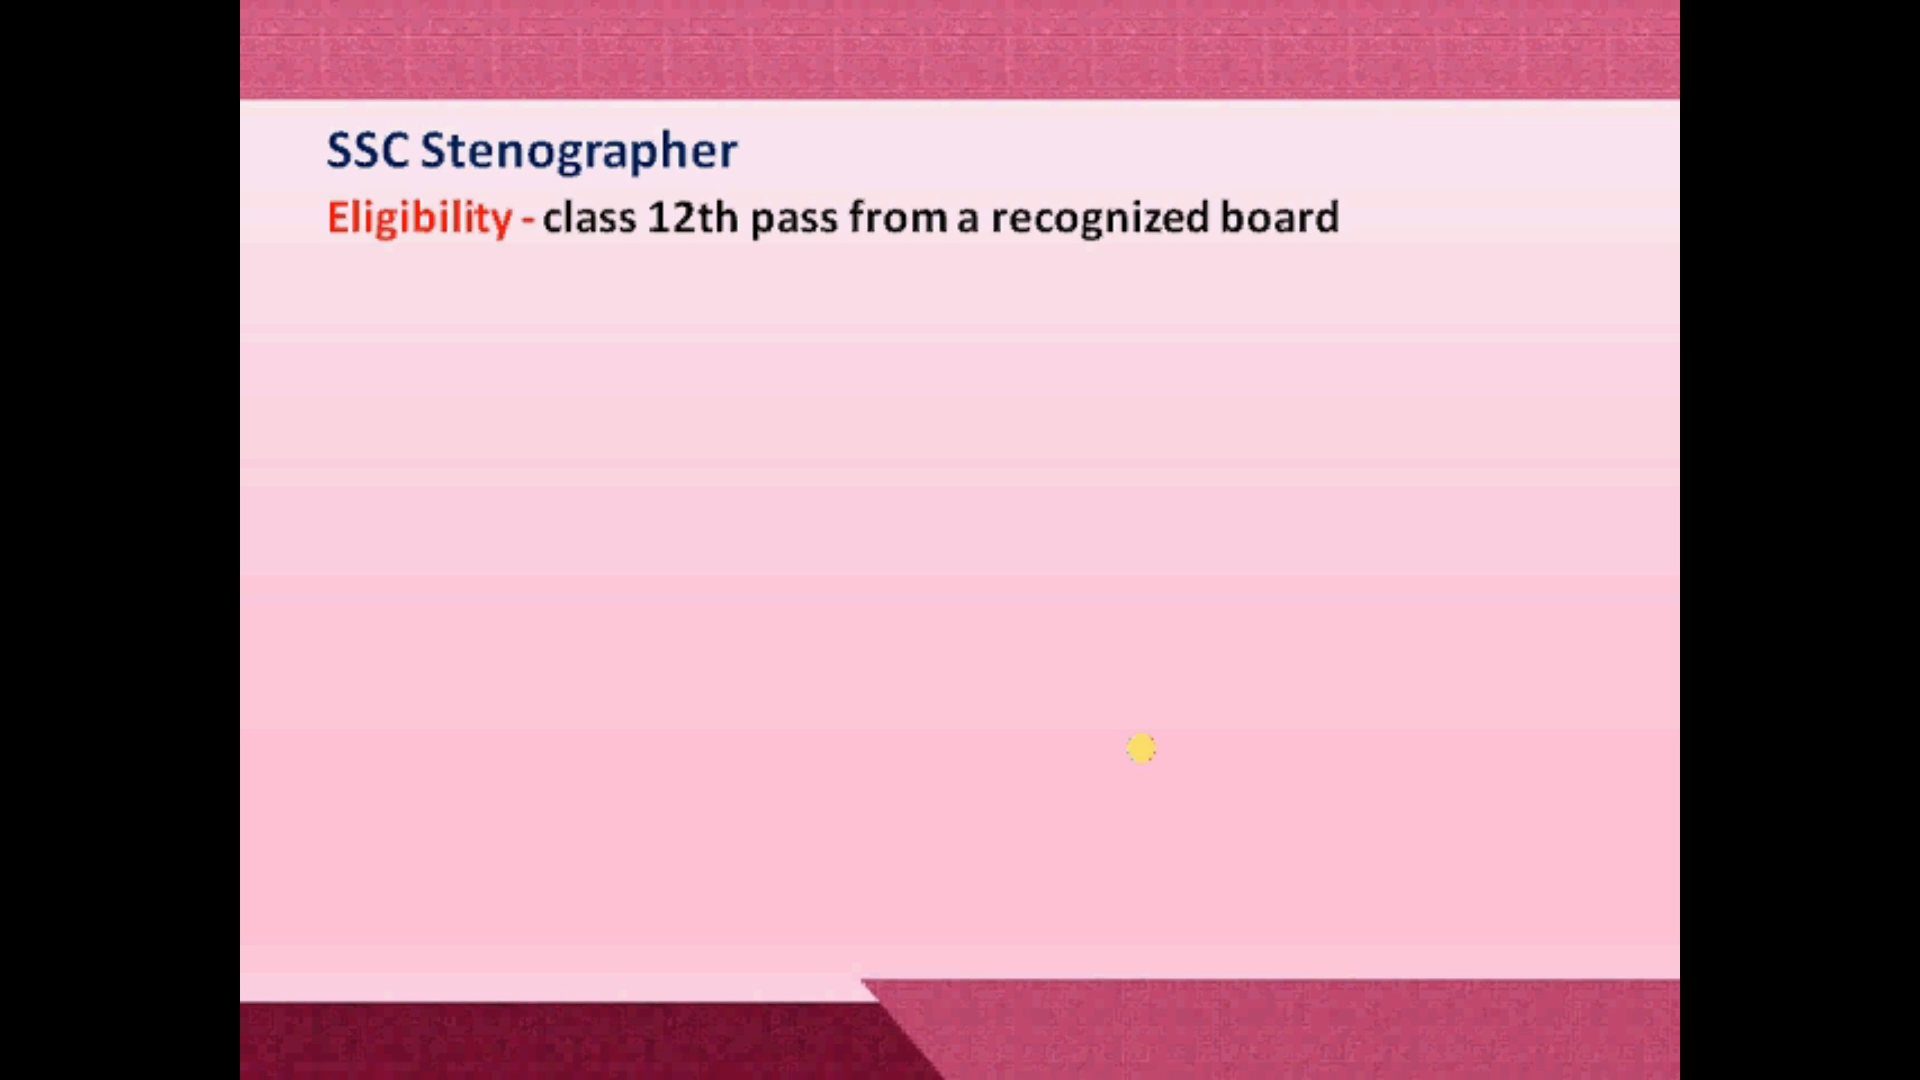 SSC Stenographer
Eligibility - class 12th pass from a recognized board